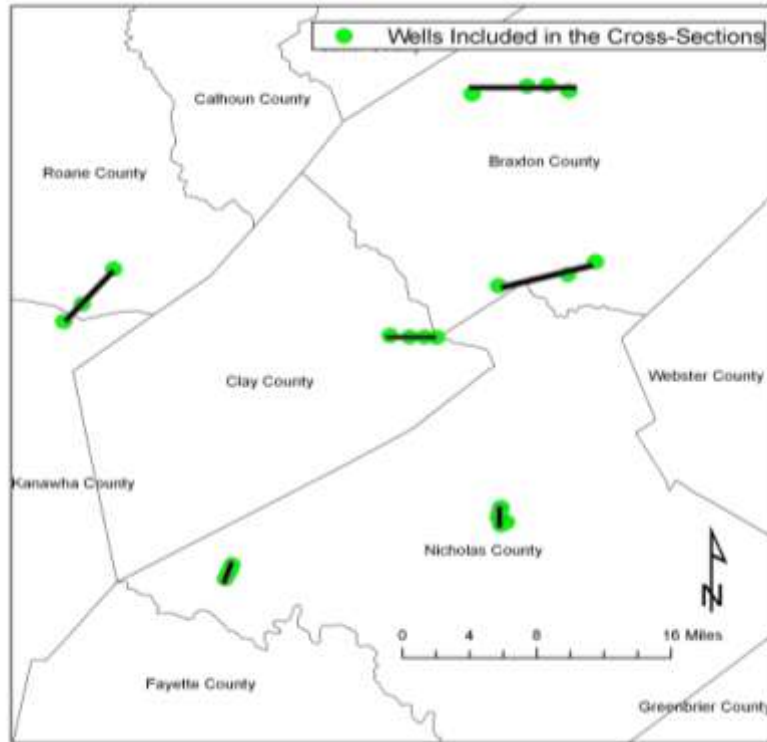 Wells Included in the Cross-Sections
Calhoun County
Braxton County
Roane County
Clay County
Webster County
Kanawha County
Nicholas County
N
0 4 8 16 Miles
Fayette County
Greenbrier County